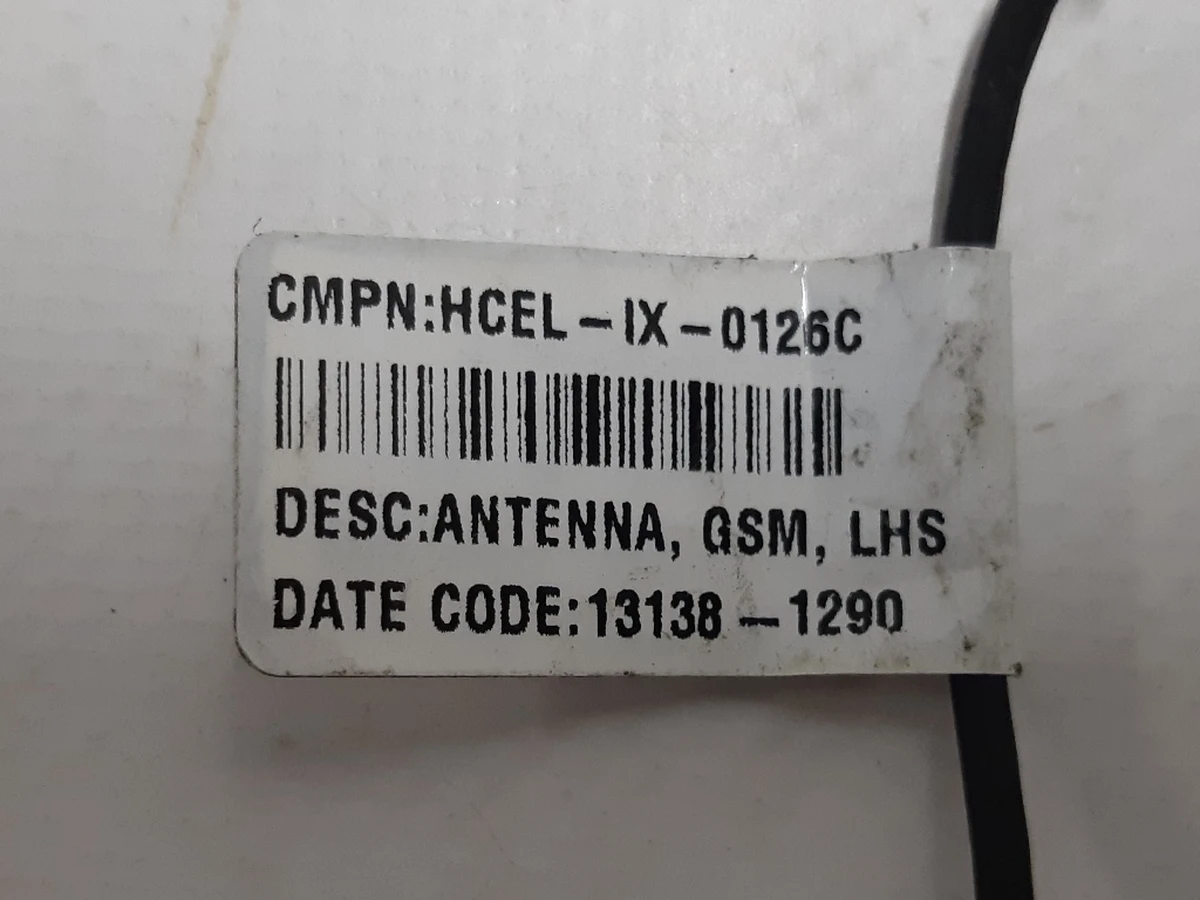 CMPN:HCEL-IX-0126C
DESC:ANTENNA, GSM, LHS
DATE CODE:13138-1290